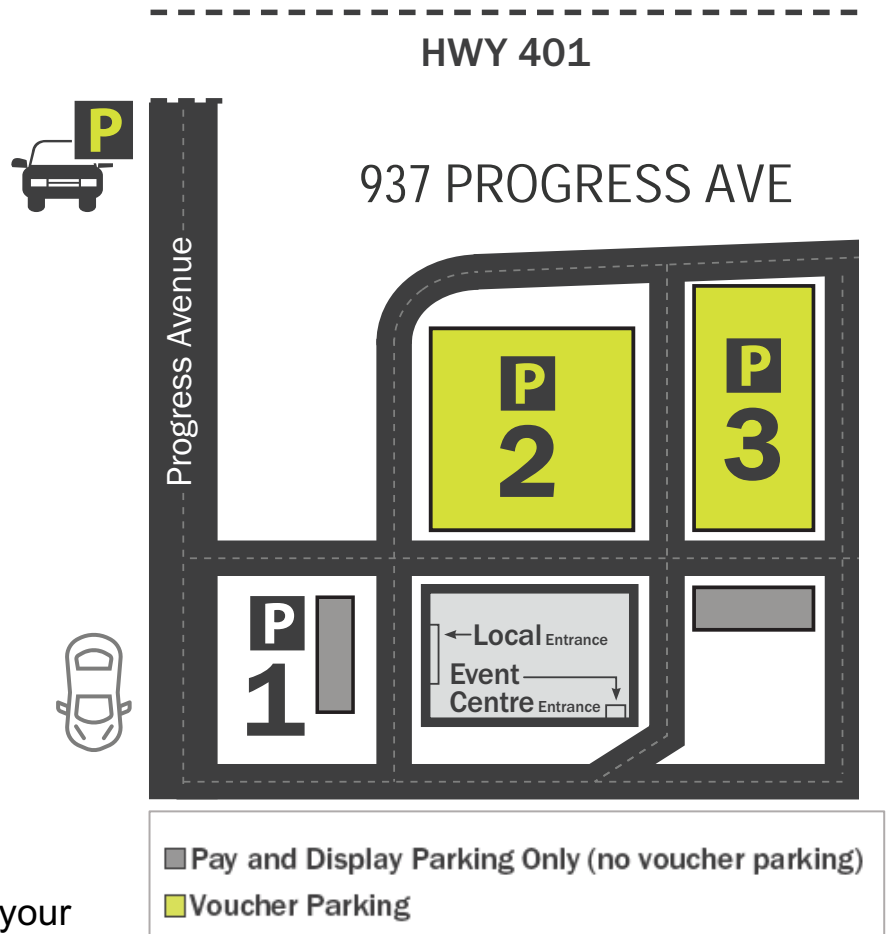 HWY 401
P
937 PROGRESS AVE
Progress Avenue
P
2
P
3
P
1
Local Entrance
Event
Centre Entrance
Pay and Display Parking Only (no voucher parking)
Voucher Parking
your